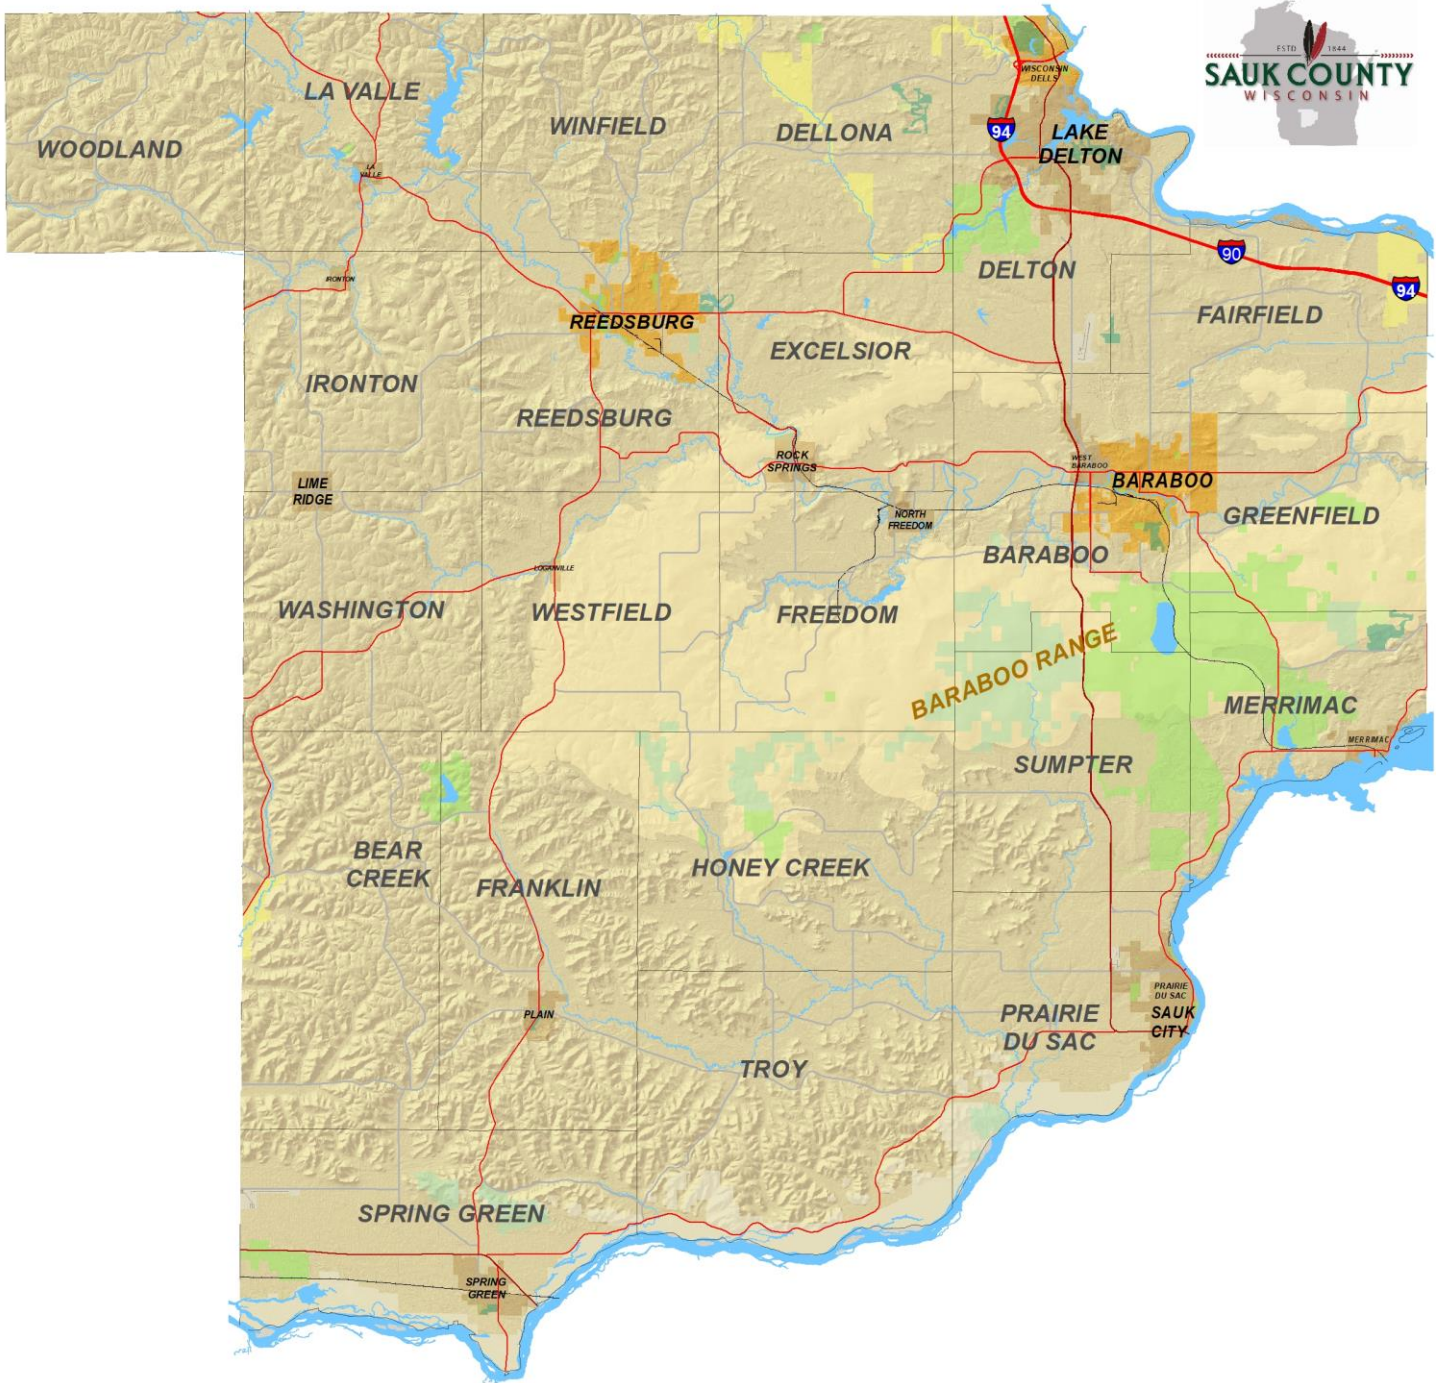 ESTD 1844
SAUK COUNTY
WISCONSIN
WISCONSIN
DELLS
LA VALLE
WINFIELD
DELLONA
94
LAKE
DELTON
WOODLAND
LA
VALLE
90
94
DELTON
IRONTON
FAIRFIELD
REEDSBURG
EXCELSIOR
IRONTON
REEDSBURG
ROCK
SPRINGS
WEST
BARABOO
BARABOO
LIME
RIDGE
NORTH
FREEDOM
GREENFIELD
BARABOO
LOGANVILLE
WASHINGTON
WESTFIELD
FREEDOM
BARABOO RANGE
MERRIMAC
MERRIMAC
SUMPTER
BEAR
CREEK
FRANKLIN
HONEY CREEK
PRAIRIE
DU SAC
SAUK
CITY
PLAIN
PRAIRIE
DU SAC
TROY
SPRING GREEN
SPRING
GREEN